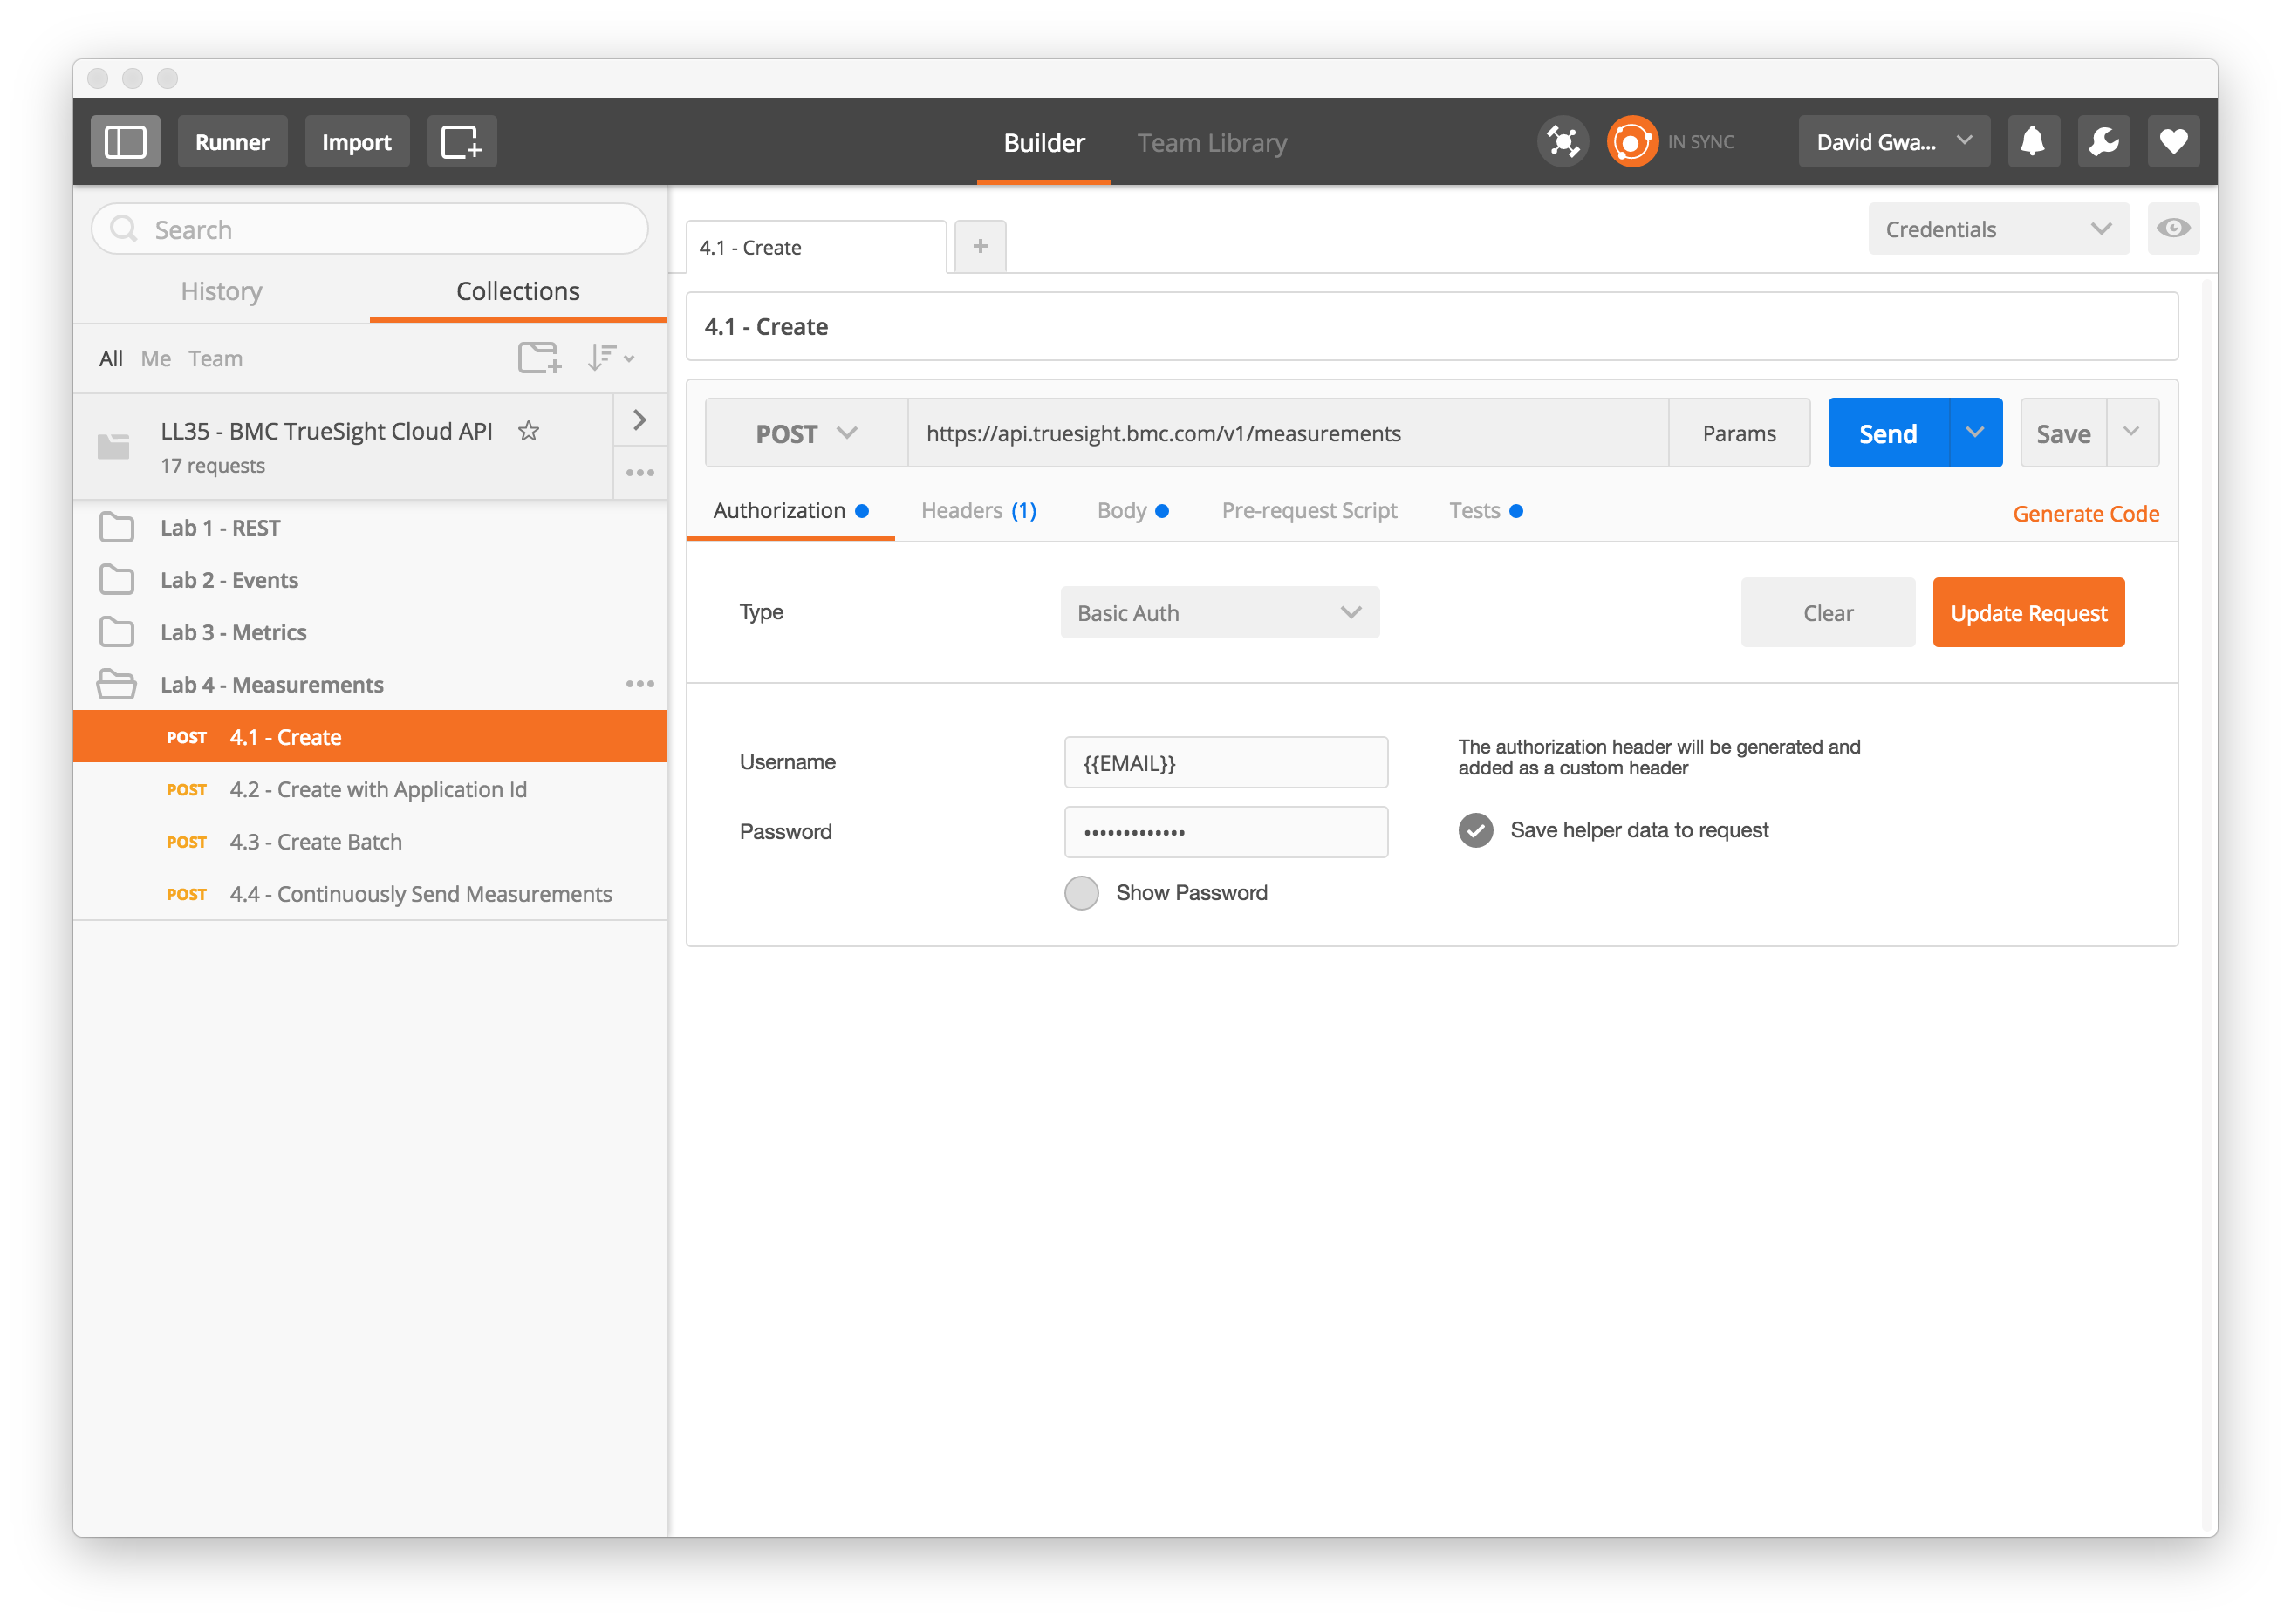 Runner
Import
Builder
Team Library
IN SYNC
David Gwa...
Search
History
Collections
All Me Team
LL35 - BMC TrueSight Cloud API
17 requests
Lab 1 - REST
Lab 2 - Events
Lab 3 - Metrics
Lab 4 - Measurements
POST 4.1 - Create
POST 4.2 - Create with Application Id
POST 4.3 - Create Batch
POST 4.4 - Continuously Send Measurements
4.1 - Create
+
Credentials
4.1 - Create
POST
https://api.truesight.bmc.com/v1/measurements
Params
Send
Save
Authorization
Headers (1)
Body
Pre-request Script
Tests
Generate Code
Type
Basic Auth
Clear
Update Request
Username
{{EMAIL}}
The authorization header will be generated and
added as a custom header
Password
•••••••••••••
Save helper data to request
Show Password